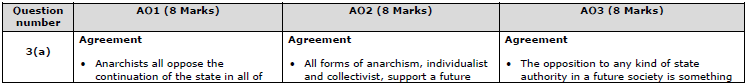 Question number AO1 (8 Marks) AO2 (8 Marks) AO3 (8 Marks)
3(a)
Agreement
• Anarchists all oppose the
continuation of the state in all of
Agreement
• All forms of anarchism, individualist
and collectivist, support a future
Agreement
• The opposition to any kind of state
authority in a future society is something